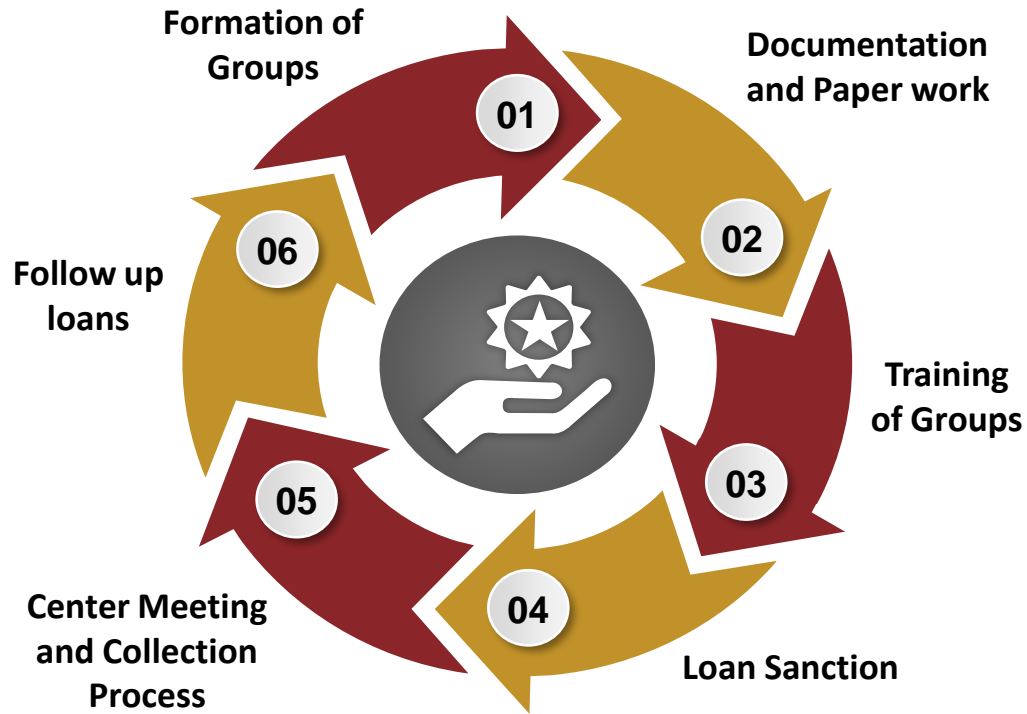 Formation of
Groups
01
Documentation
and Paper work
02
Training
of Groups
03
Loan Sanction
04
Center Meeting
and Collection
Process
05
Follow up
loans
06